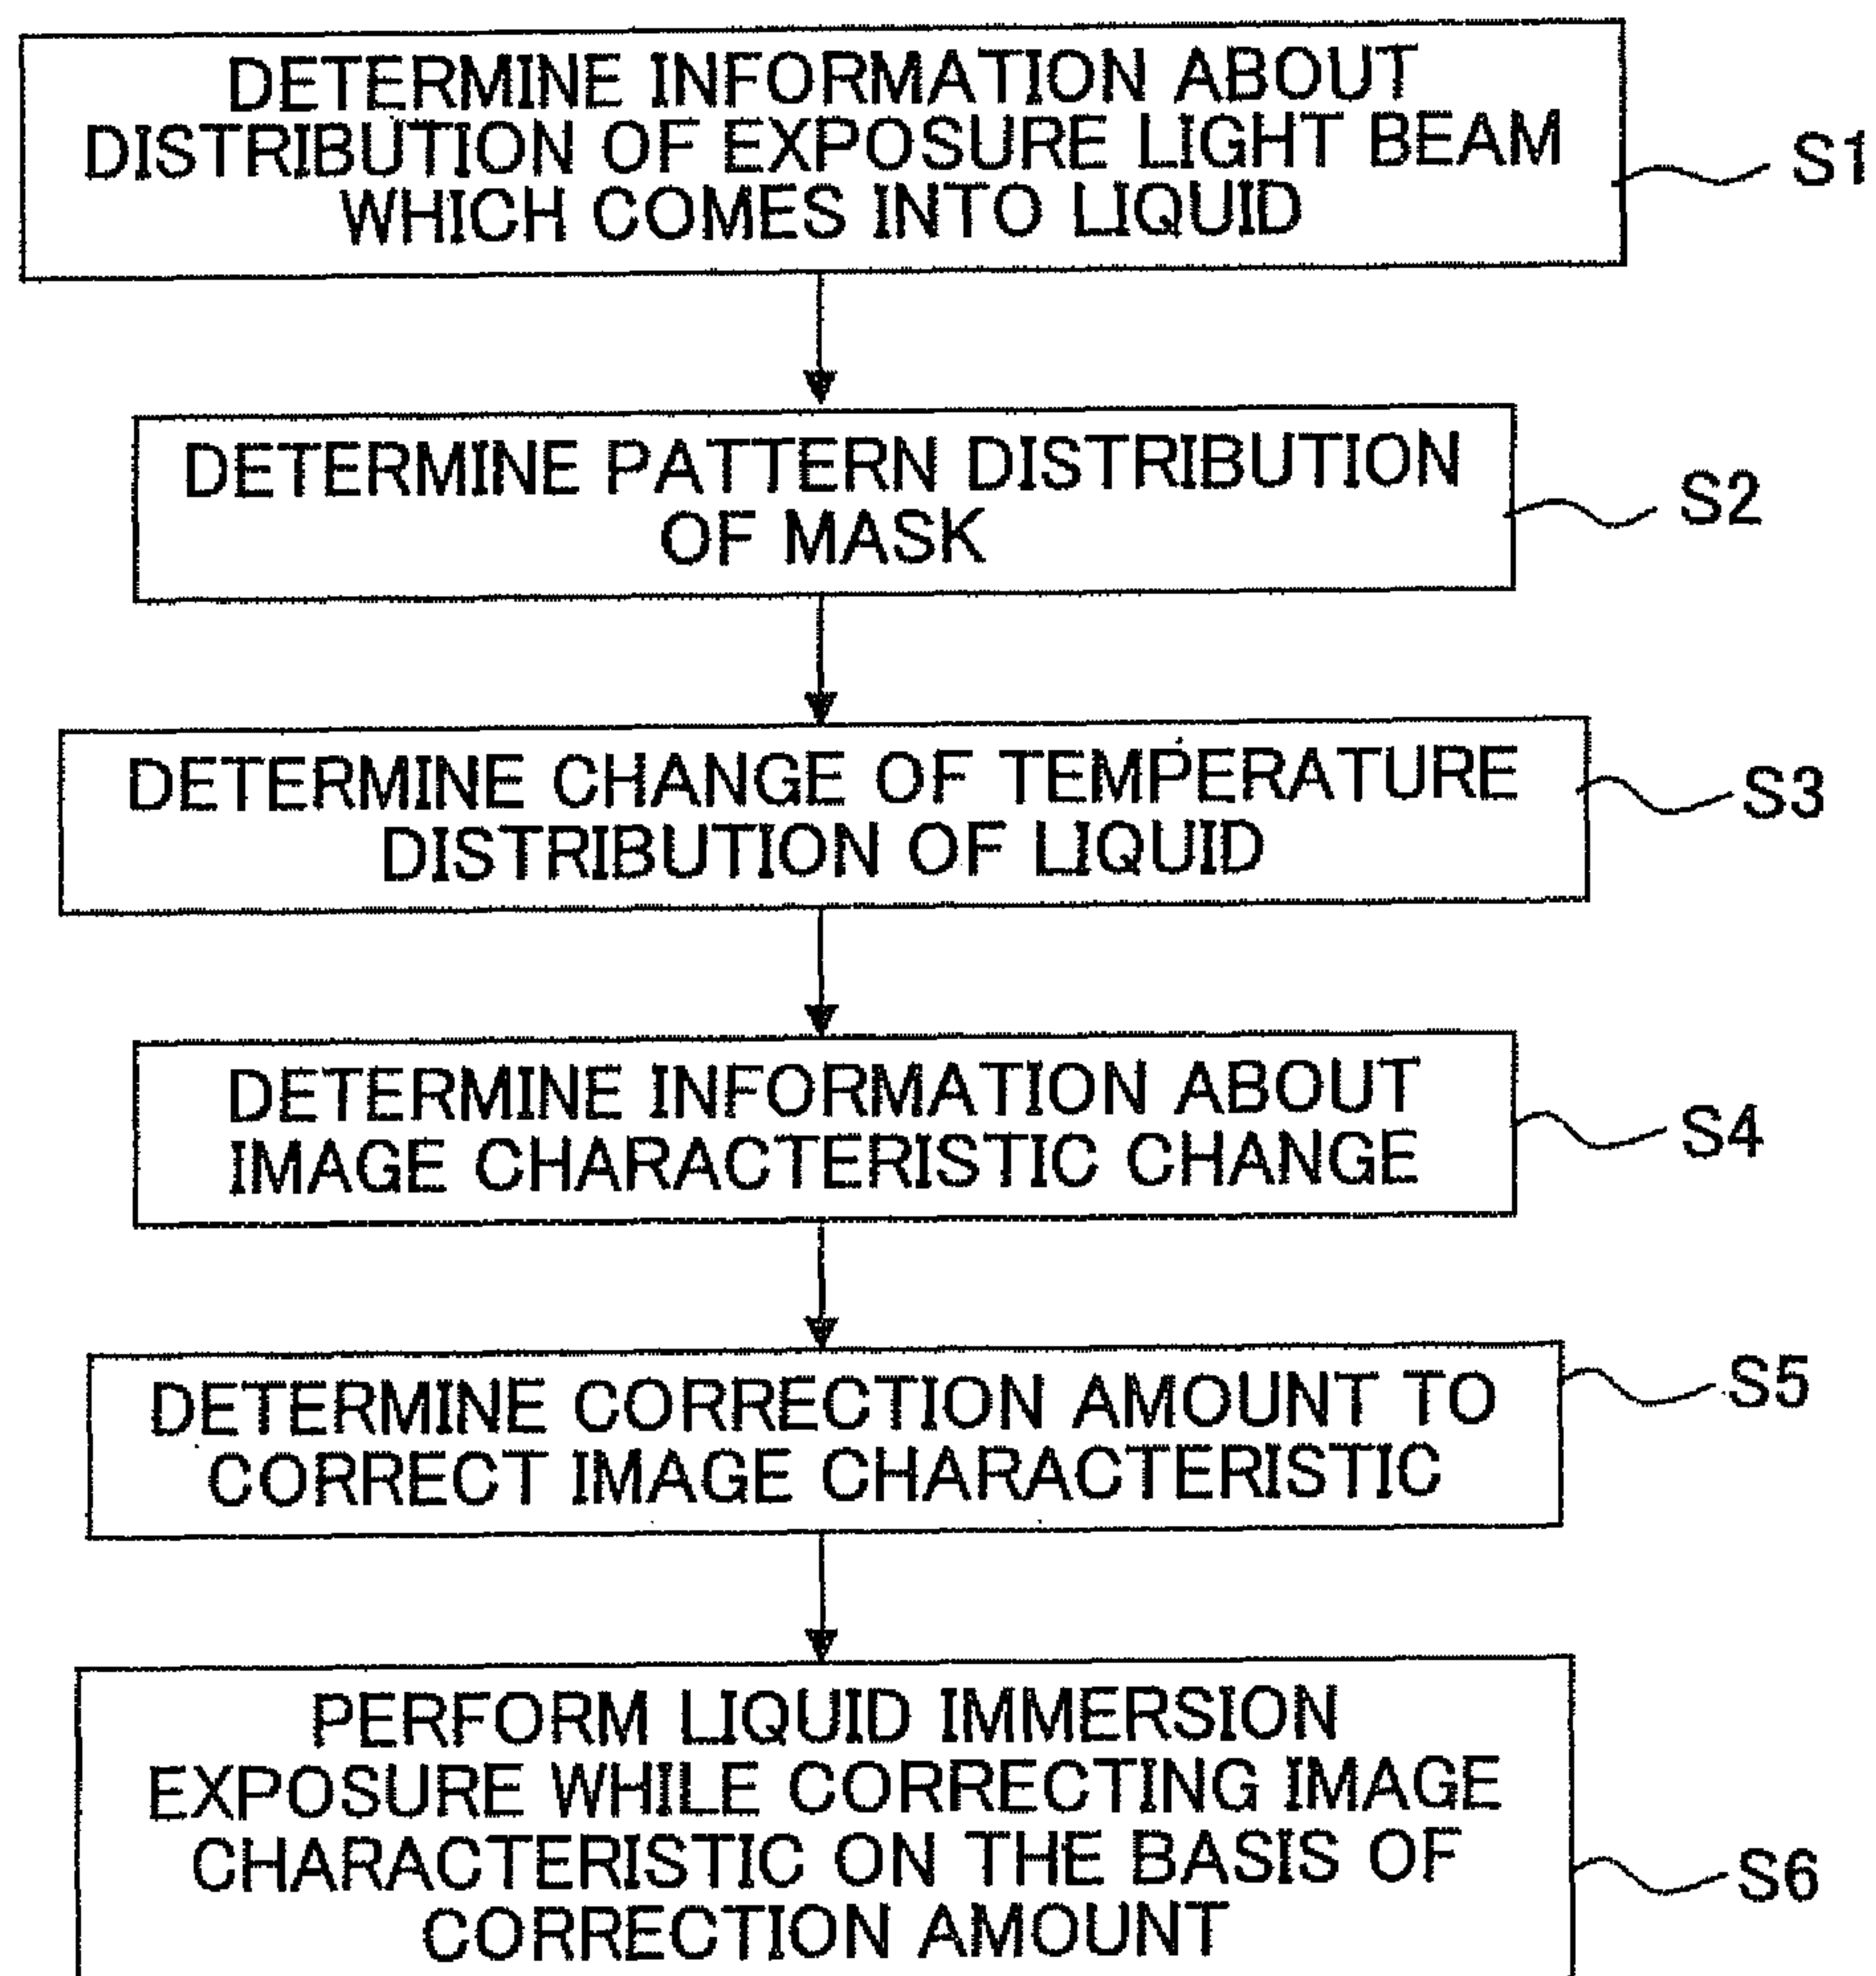 DETERMINE INFORMATION ABOUT
DISTRIBUTION OF EXPOSURE LIGHT BEAM
WHICH COMES INTO LIQUID
S1
DETERMINE PATTERN DISTRIBUTION
OF MASK
S2
DETERMINE CHANGE OF TEMPERATURE
DISTRIBUTION OF LIQUID
S3
DETERMINE INFORMATION ABOUT
IMAGE CHARACTERISTIC CHANGE
S4
DETERMINE CORRECTION AMOUNT TO
CORRECT IMAGE CHARACTERISTIC
S5
PERFORM LIQUID IMMERSION
EXPOSURE WHILE CORRECTING IMAGE
CHARACTERISTIC ON THE BASIS OF
CORRECTION AMOUNT
S6